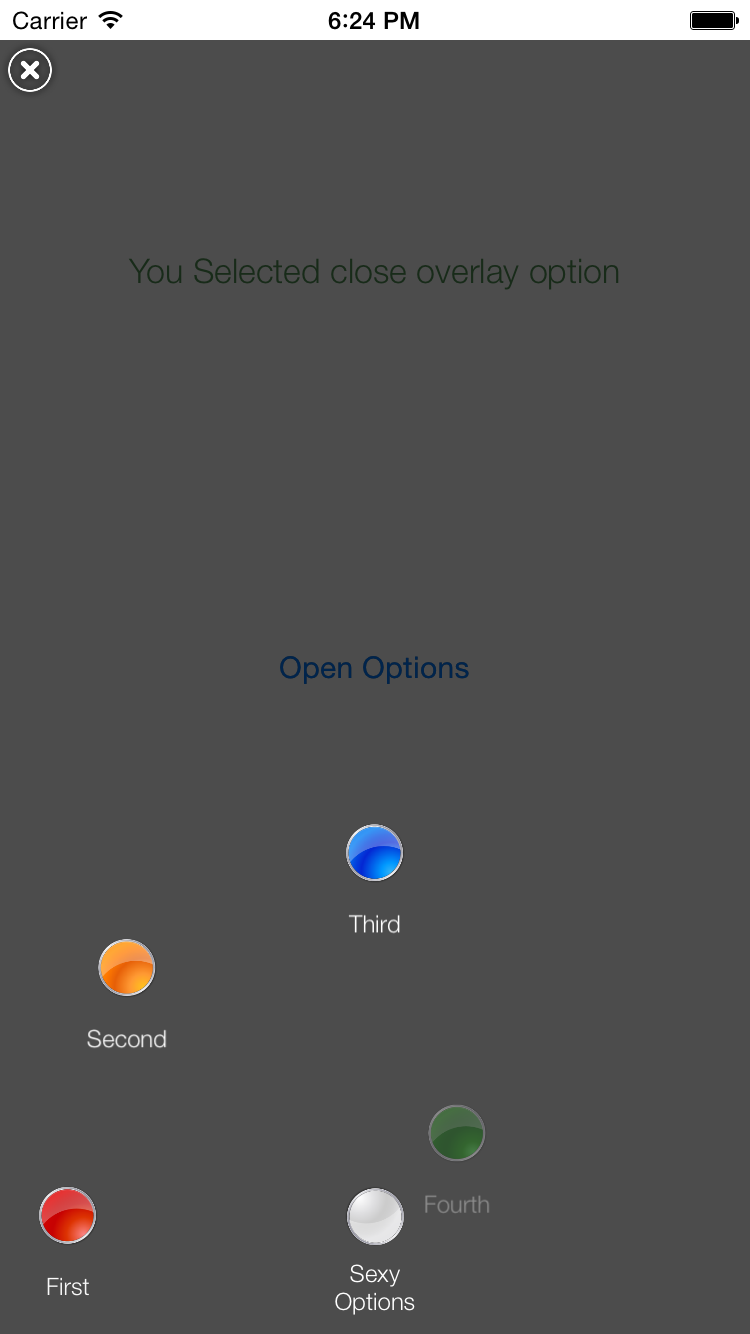 Carrier 6:24 PM
You Selected close overlay option
Open Options
Third
Second
Fourth
First
Sexy
Options